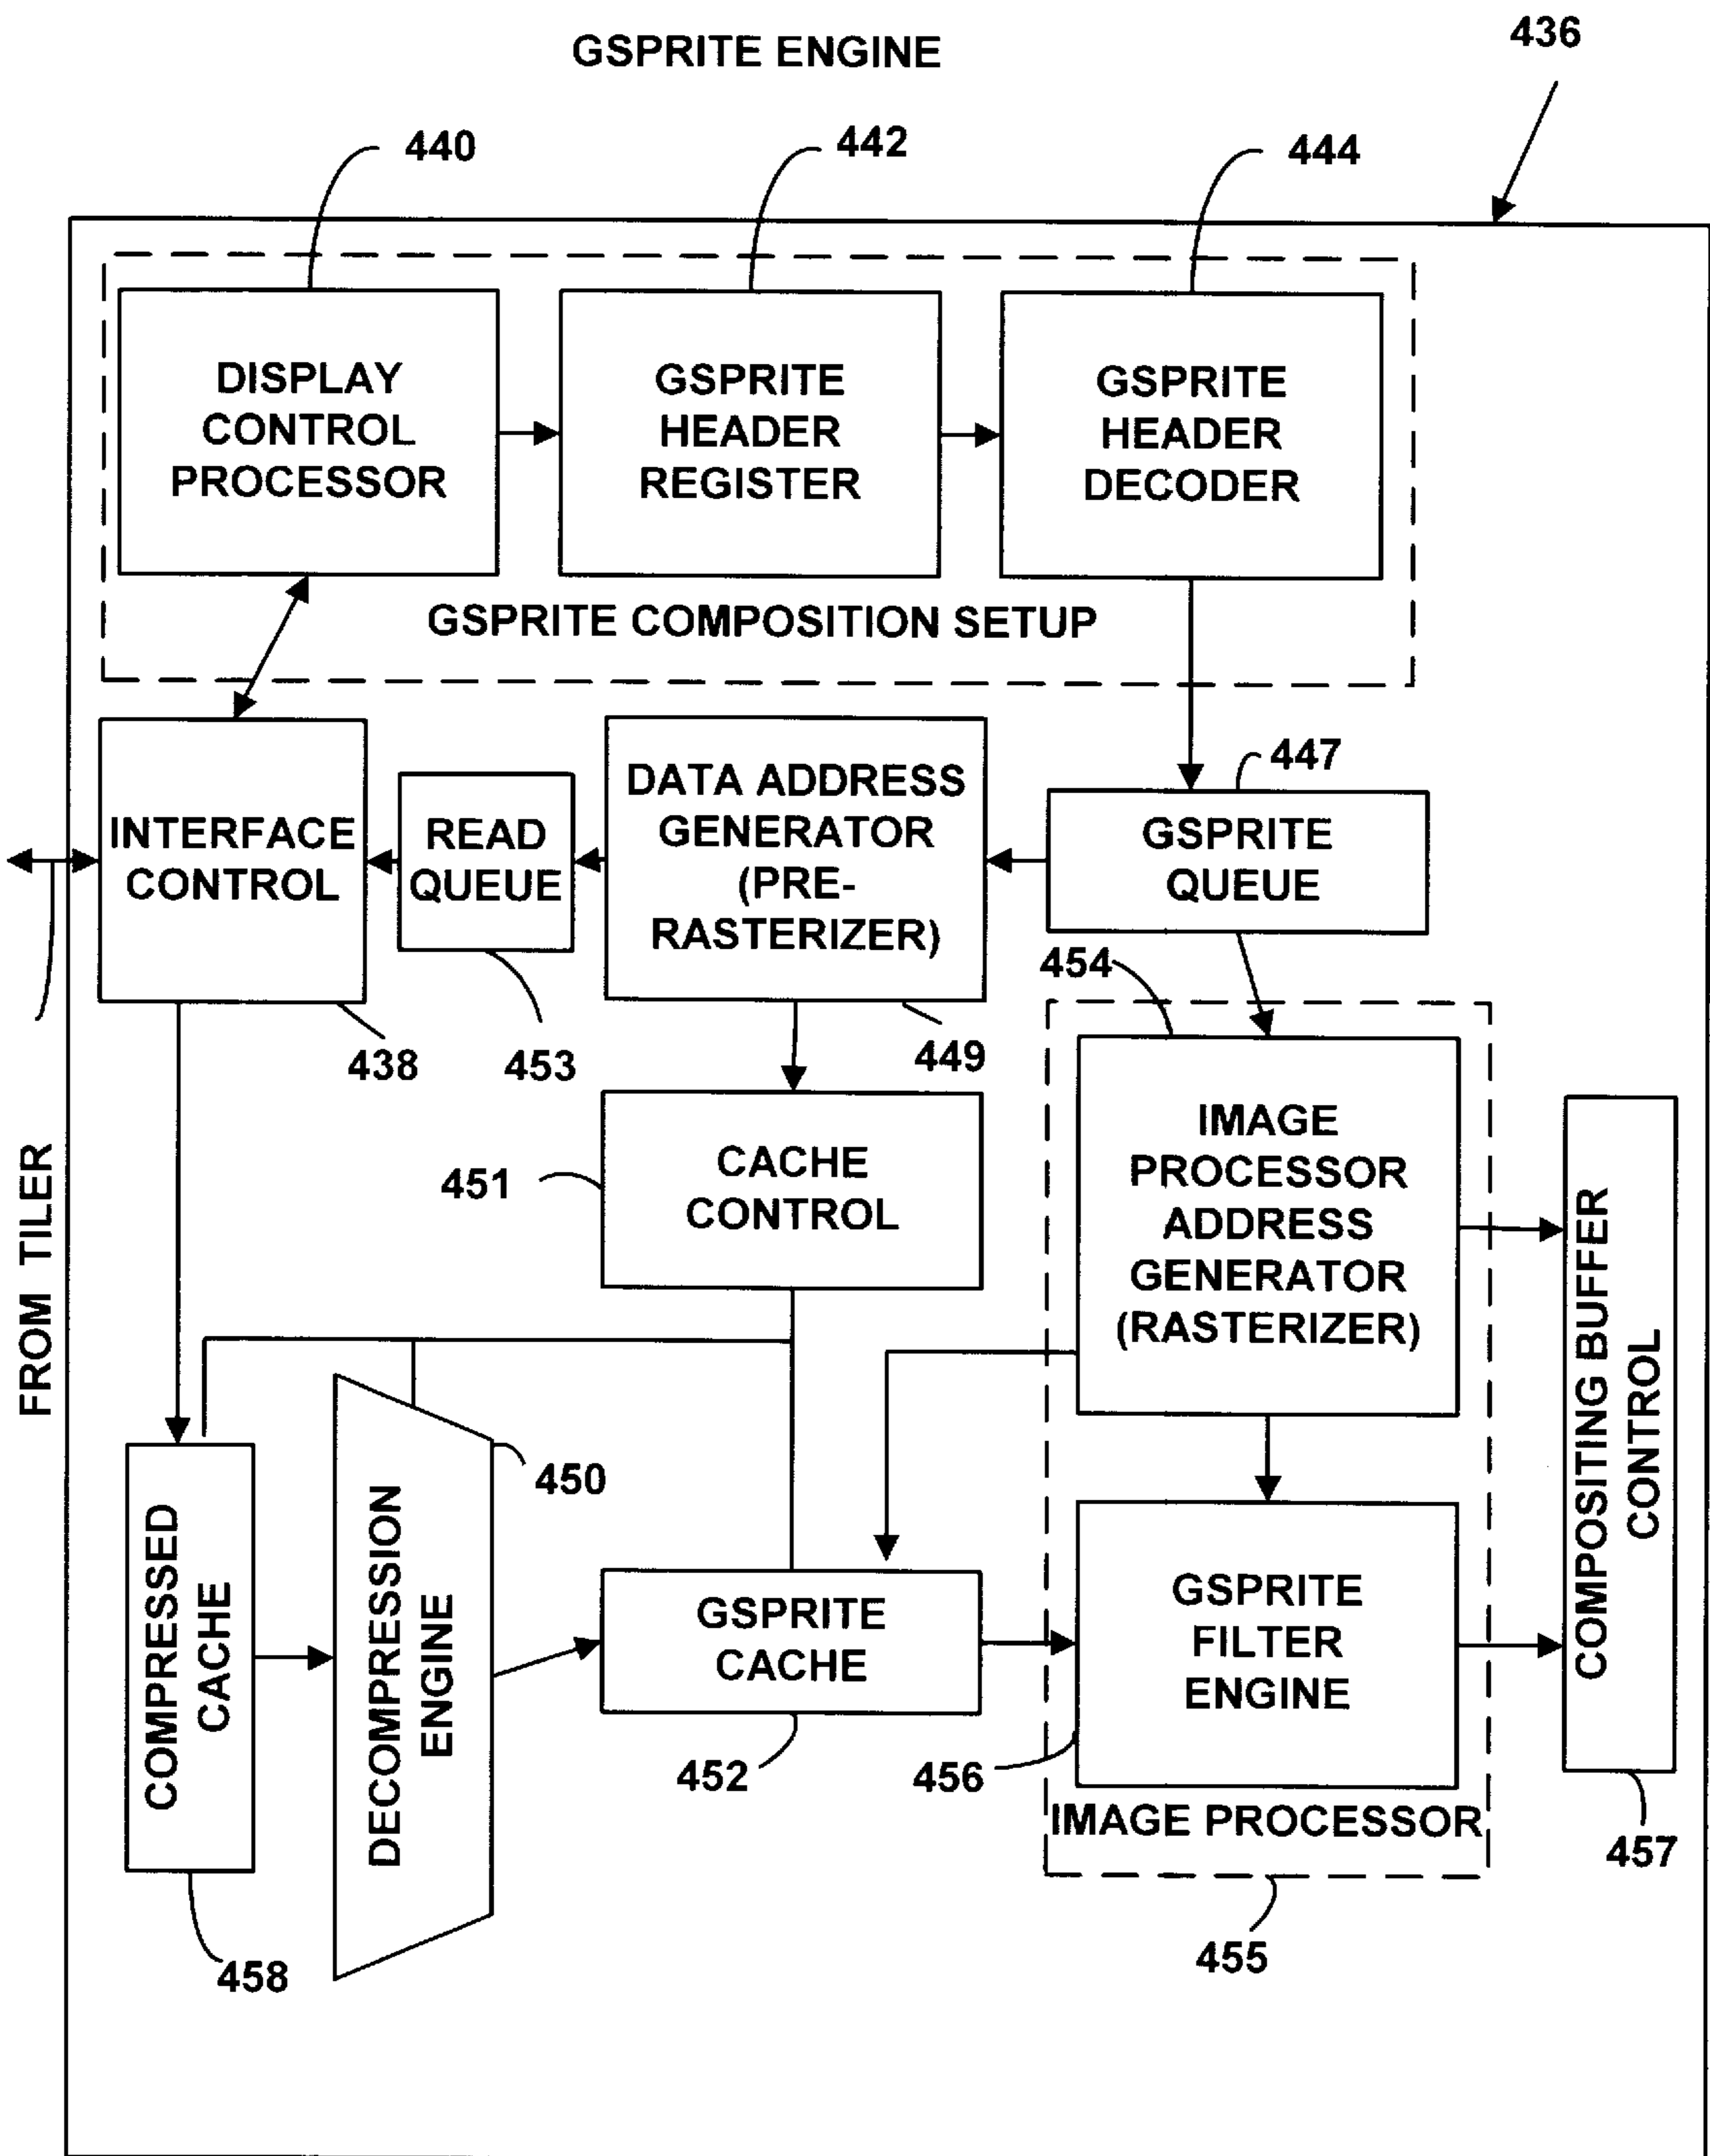 GSPRITE ENGINE
436
440
442
444
DISPLAY
CONTROL
PROCESSOR
GSPRITE
HEADER
REGISTER
GSPRITE
HEADER
DECODER
GSPRITE COMPOSITION SETUP
447
INTERFACE
CONTROL
READ
QUEUE
DATA ADDRESS
GENERATOR
(PRE-
RASTERIZER)
GSPRITE
QUEUE
454
438
453
449
FROM TILER
451
CACHE
CONTROL
IMAGE
PROCESSOR
ADDRESS
GENERATOR
(RASTERIZER)
COMPOSITING BUFFER
CONTROL
450
COMPRESSED
CACHE
DECOMPRESSION
ENGINE
GSPRITE
CACHE
GSPRITE
FILTER
ENGINE
452
456
IMAGE PROCESSOR
457
458
455